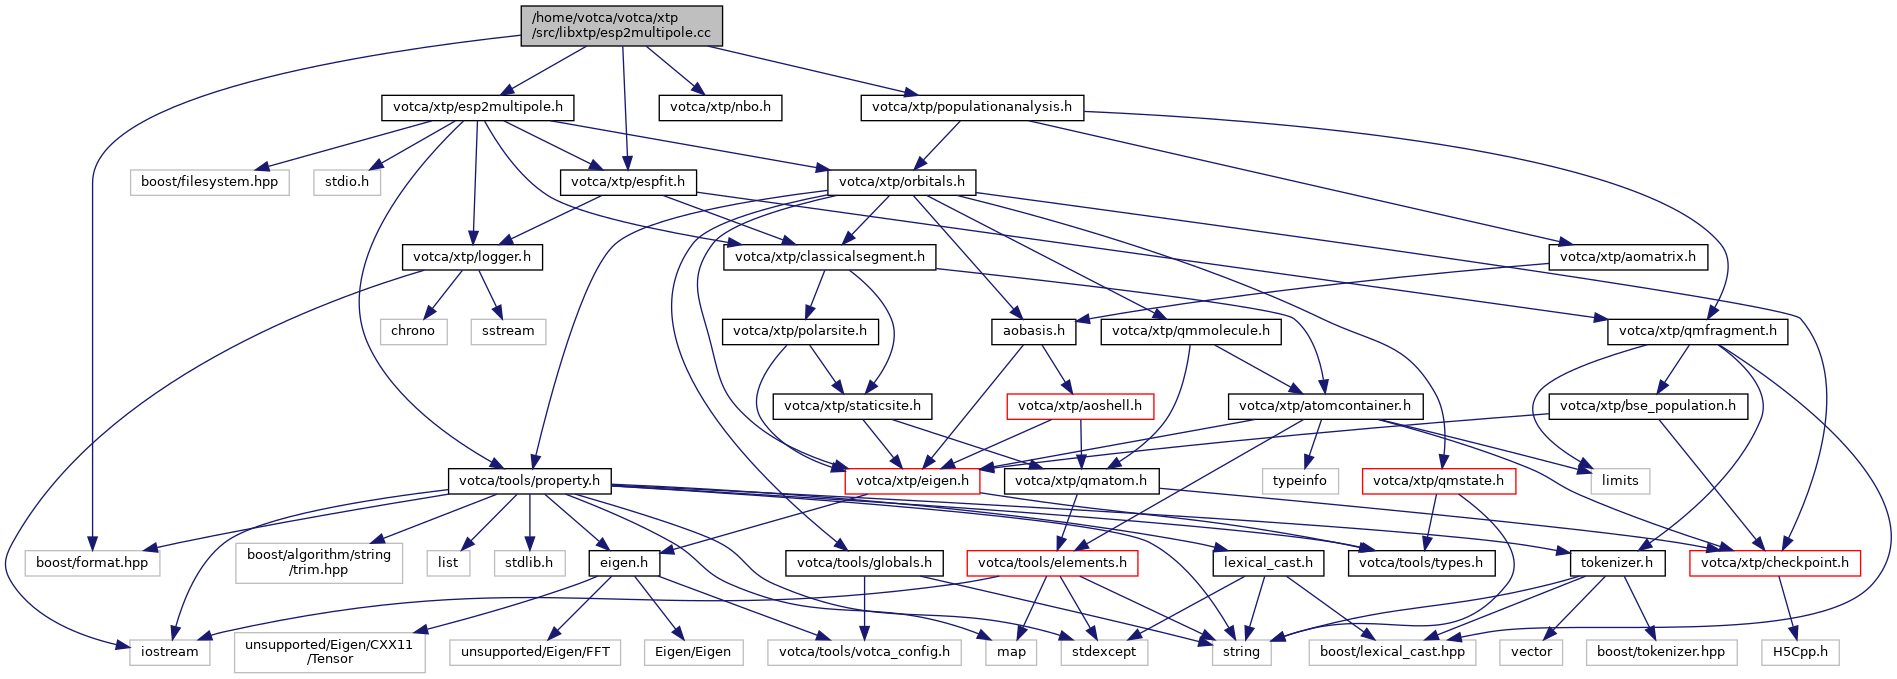 /home/votca/votca/xtp
/src/libxtp/esp2multipole.cc
votca/xtp/esp2multipole.h
votca/xtp/nbo.h
votca/xtp/populationanalysis.h
boost/filesystem.hpp
stdio.h
votca/xtp/espfit.h
votca/xtp/orbitals.h
votca/xtp/logger.h
votca/xtp/classicalsegment.h
votca/xtp/aomatrix.h
chrono
sstream
votca/xtp/polarsite.h
aobasis.h
votca/xtp/qmmolecule.h
votca/xtp/qmfragment.h
votca/xtp/staticsite.h
votca/xtp/aoshell.h
votca/xtp/atomcontainer.h
votca/xtp/bse_population.h
votca/tools/property.h
votca/xtp/eigen.h
votca/xtp/qmatom.h
typeinfo
votca/xtp/qmstate.h
limits
boost/format.hpp
boost/algorithm/string
/trim.hpp
list
stdlib.h
eigen.h
votca/tools/globals.h
votca/tools/elements.h
lexical_cast.h
votca/tools/types.h
tokenizer.h
votca/xtp/checkpoint.h
iostream
unsupported/Eigen/CXX11
/Tensor
unsupported/Eigen/FFT
Eigen/Eigen
votca/tools/votca_config.h
map
stdexcept
string
boost/lexical_cast.hpp
vector
boost/tokenizer.hpp
H5Cpp.h